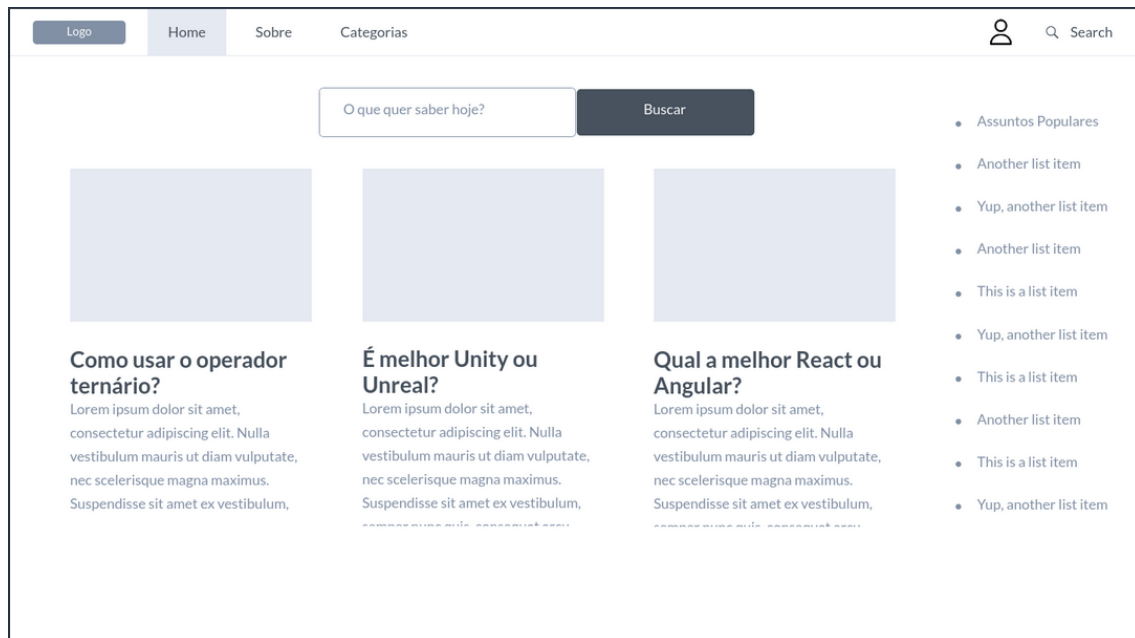 Logo
Home
Sobre
Categorias
Search
O que quer saber hoje?
Buscar
Como usar o operador
ternário?
Lorem ipsum dolor sit amet,
consectetur adipiscing elit. Nulla
vestibulum mauris ut diam vulputate,
nec scelerisque magna maximus.
Suspendisse sit amet ex vestibulum,
É melhor Unity ou
Unreal?
Lorem ipsum dolor sit amet,
consectetur adipiscing elit. Nulla
vestibulum mauris ut diam vulputate,
nec scelerisque magna maximus.
Suspendisse sit amet ex vestibulum,
Qual a melhor React ou
Angular?
Lorem ipsum dolor sit amet,
consectetur adipiscing elit. Nulla
vestibulum mauris ut diam vulputate,
nec scelerisque magna maximus.
Suspendisse sit amet ex vestibulum,
Assuntos Populares
Another list item
Yup, another list item
Another list item
This is a list item
Yup, another list item
This is a list item
Another list item
This is a list item
Yup, another list item